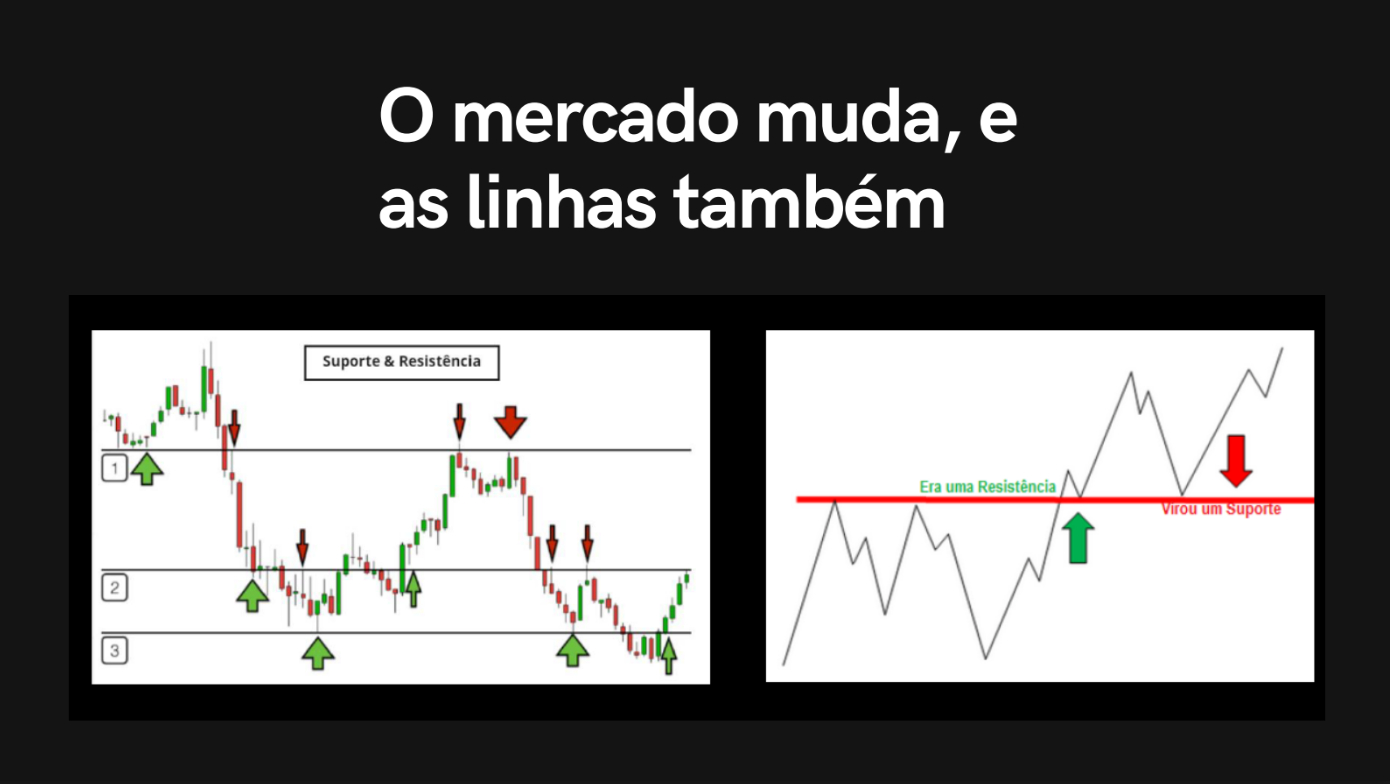 O mercado muda, e
as linhas também
Suporte & Resistência
1
2
3
Era uma Resistência
Virou um Suporte